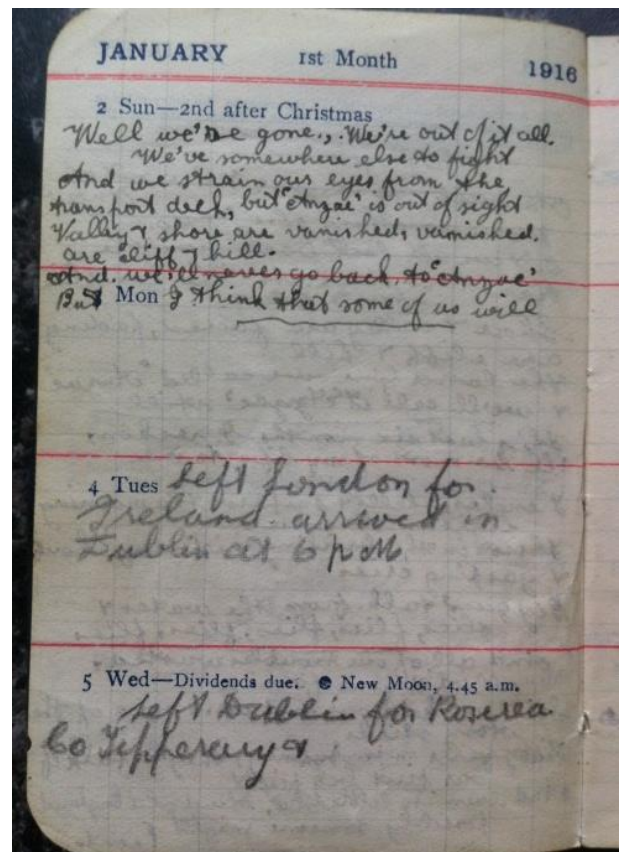 JANUARY 1st Month 1916
2 Sun—2nd after Christmas
Well we're gone., We're out of it all.
We've somewhere else to fight
And we strain our eyes from the
transport deck, but "Anzac" is out of sight
Valley & shore are vanished, vanished.
are cliff & hill.
And. we'll never go back to "Anzac"
But Mon I think that some of us will
4 Tues Left London for
Ireland. arrived in
Dublin at 6 p M
5 Wed—Dividends due. New Moon, 4.45 a.m.
Left Dublin for Roscrea
Co Tipperary &